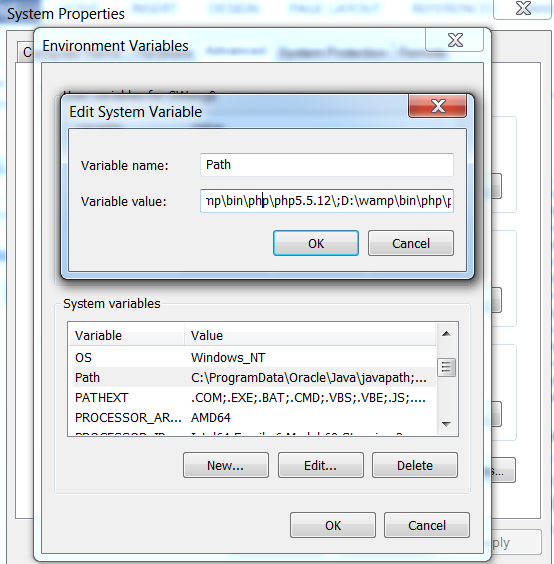 System Properties
Environment Variables
Edit System Variable
Variable name:
Path
Variable value:
np\bin\php\php5.5.12\;D:\wamp\bin\php\p
OK
Cancel
System variables
Variable
Value
OS
Windows_NT
Path
C:\ProgramData\Oracle\Java\javapath;...
PATHEXT
.COM;.EXE;.BAT;.CMD;.VBS;.VBE;.JS;....
PROCESSOR_AR...
AMD64
New...
Edit...
Delete
OK
Cancel